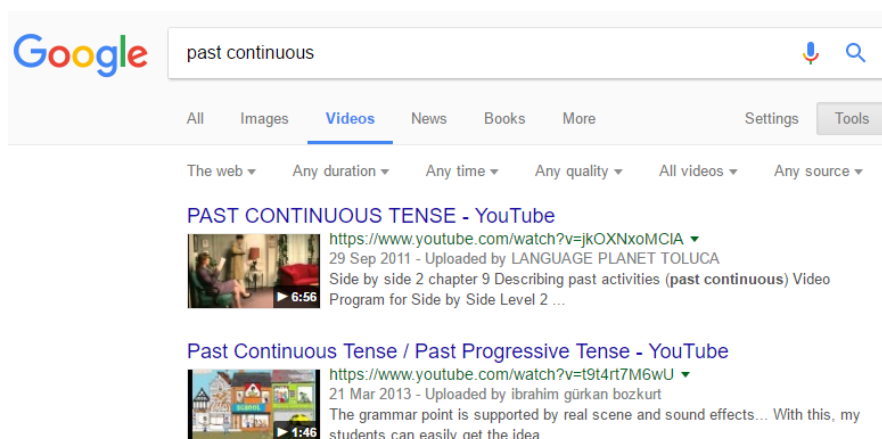 Google
past continuous
All Images Videos News Books More Settings Tools
The web Any duration Any time Any quality All videos Any source
PAST CONTINUOUS TENSE - YouTube
https://www.youtube.com/watch?v=jkOXNxoMClA
29 Sep 2011 - Uploaded by LANGUAGE PLANET TOLUCA
Side by side 2 chapter 9 Describing past activities (past continuous) Video
6:56 Program for Side by Side Level 2 ...
Past Continuous Tense / Past Progressive Tense - YouTube
https://www.youtube.com/watch?v=t9t4rt7M6wU
21 Mar 2013 - Uploaded by ibrahim gürkan bozkurt
The grammar point is supported by real scene and sound effects... With this, my
SCHOOL
1:46 students can easily get the idea